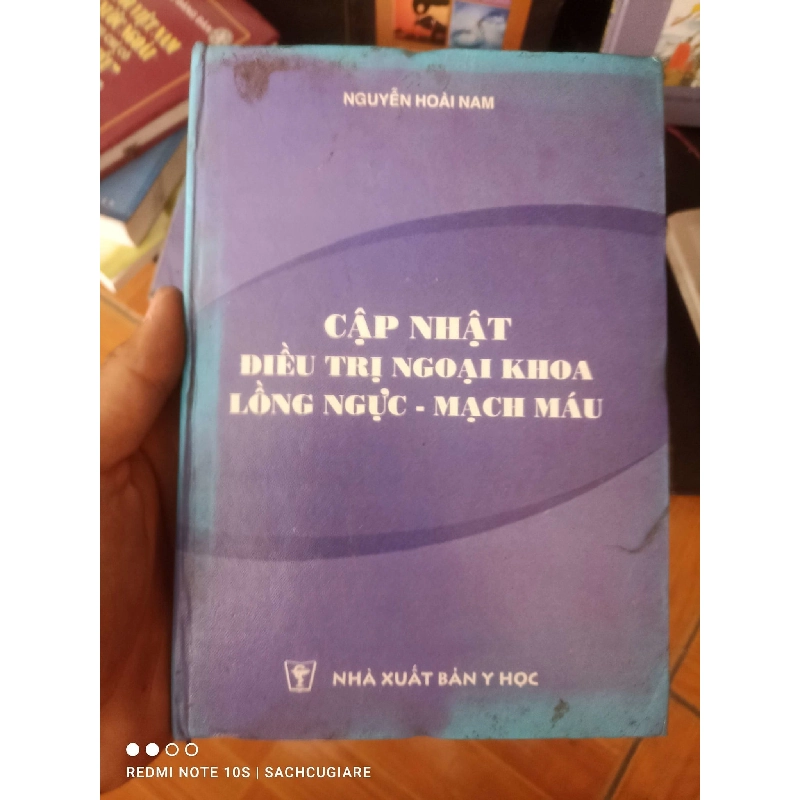 NGUYỄN HOÀI NAM
CẬP NHẬT
ĐIỀU TRỊ NGOẠI KHOA
LỒNG NGỰC - MẠCH MÁU
NHÀ XUẤT BẢN Y HỌC
REDMI NOTE 10S | SACHCUGIARE